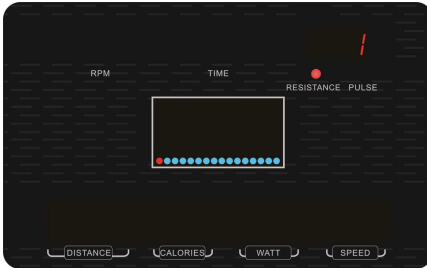 1
RPM TIME
RESISTANCE PULSE
DISTANCE CALORIES WATT SPEED